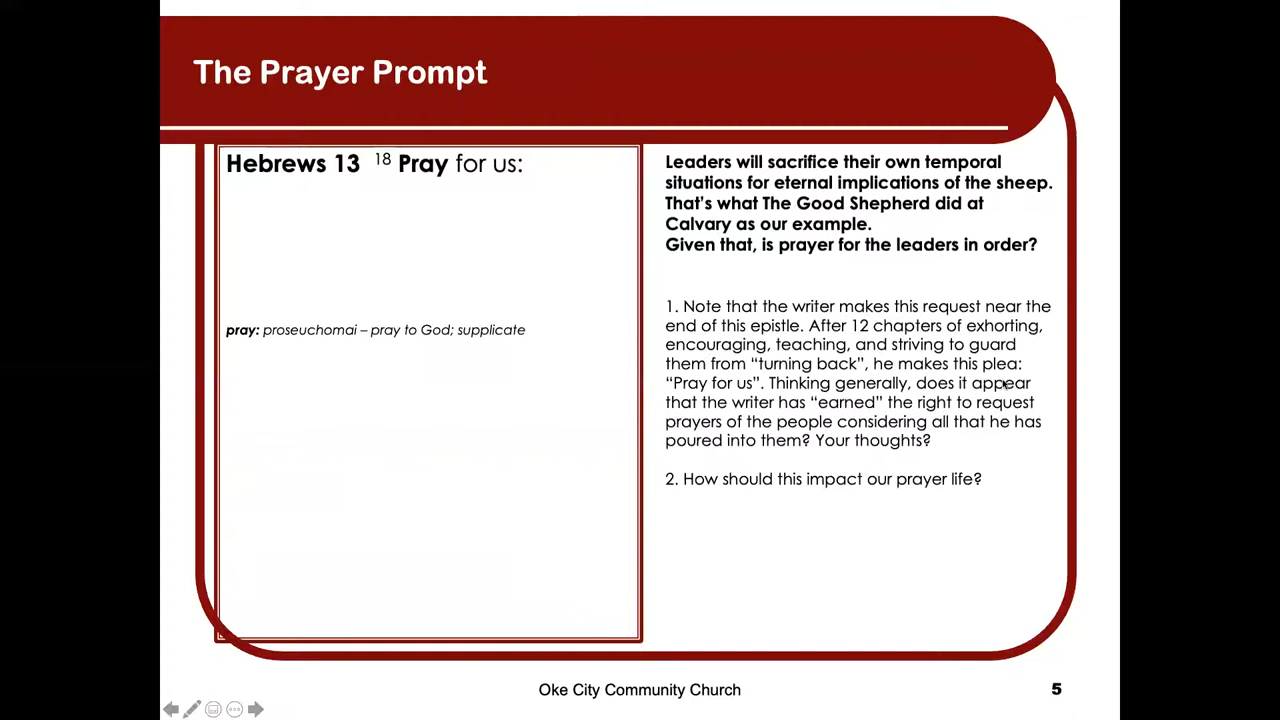 The Prayer Prompt
Hebrews 13 18 Pray for us:
pray: proseuchomai – pray to God; supplicate
Leaders will sacrifice their own temporal
situations for eternal implications of the sheep.
That’s what The Good Shepherd did at
Calvary as our example.
Given that, is prayer for the leaders in order?
1. Note that the writer makes this request near the
end of this epistle. After 12 chapters of exhorting,
encouraging, teaching, and striving to guard
them from “turning back”, he makes this plea:
“Pray for us”. Thinking generally, does it appear
that the writer has “earned” the right to request
prayers of the people considering all that he has
poured into them? Your thoughts?
2. How should this impact our prayer life?
Oke City Community Church
5